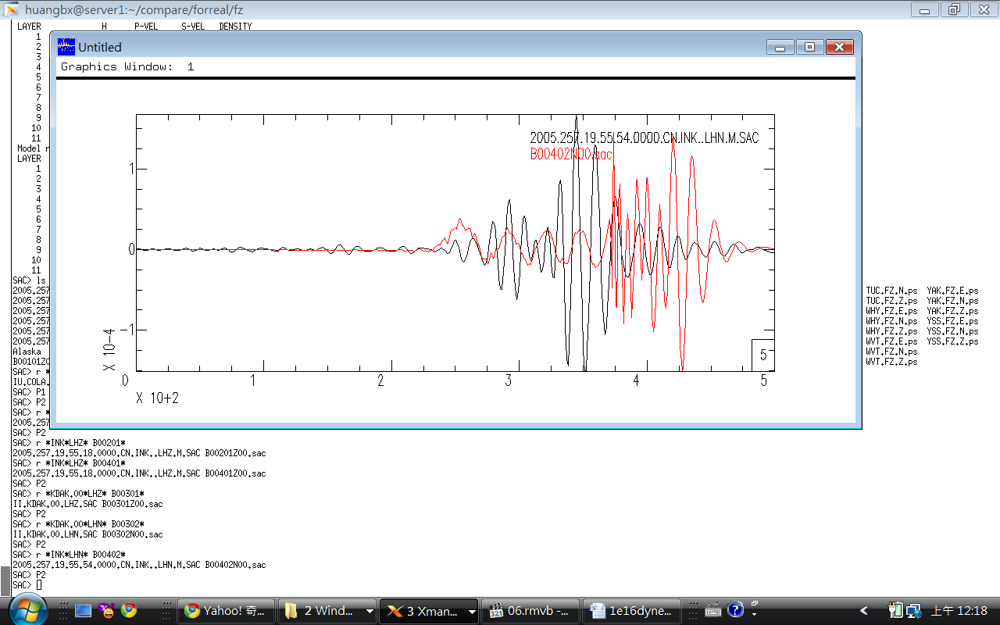 huangbx@server1:~/compare/forreal/fz
LAYER H P-VEL S-VEL DENSITY
1
2
3
4
5
6
7
8
9
10
11
Model r
LAYER
1
2
3
4
5
6
7
8
9
10
11
SAC> ls
2005.257
2005.257
2005.257
2005.257
2005.257
2005.257
Alaska
B0101ZO
SAC> r *
IU.COLA.
SAC> P1
SAC> P2
SAC> r *
2005.257
SAC> P2
SAC> r *INK*LHZ* B00201*
2005.257.19.55.18.0000.CN.INK..LHZ.M.SAC B00201Z00.sac
SAC> r *INK*LHZ* B00401*
2005.257.19.55.18.0000.CN.INK..LHZ.M.SAC B00401Z00.sac
SAC> P2
SAC> r *KDAK.00*LHZ* B00301*
II.KDAK.00.LHZ.SAC B00301Z00.sac
SAC> P2
SAC> r *KDAK.00*LHN* B00302*
II.KDAK.00.LHN.SAC B00302N00.sac
SAC> P2
SAC> r *INK*LHN* B00402*
2005.257.19.55.54.0000.CN.INK..LHN.M.SAC B00402N00.sac
SAC> P2
SAC>
TUC.FZ.N.ps YAK.FZ.E.ps
TUC.FZ.Z.ps YAK.FZ.N.ps
WHY.FZ.E.ps YAK.FZ.Z.ps
WHY.FZ.N.ps YSS.FZ.E.ps
WHY.FZ.Z.ps YSS.FZ.N.ps
WVT.FZ.E.ps YSS.FZ.Z.ps
WVT.FZ.N.ps
WVT.FZ.Z.ps
Untitled
Graphics Window: 1
2005.257.19.55.54.0000.CN.INK..LHN.M.SAC
B00402N00.sac
1
0
-1
X 10-4
5
0 1 2 3 4 5
X 10+2
Yahoo! 奇...
2 Wind...
3 Xman...
06.rmvb -...
1e16dyne...
上午 12:18